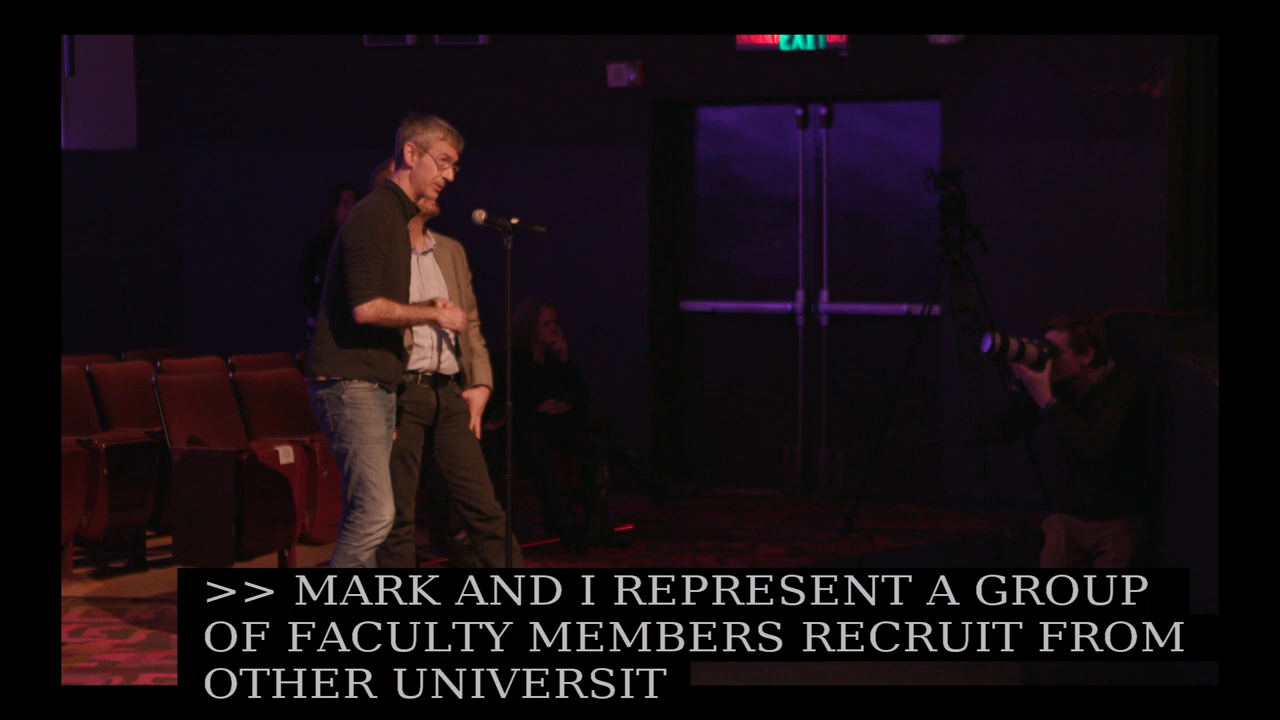 EXIT
>> MARK AND I REPRESENT A GROUP
OF FACULTY MEMBERS RECRUIT FROM
OTHER UNIVERSIT